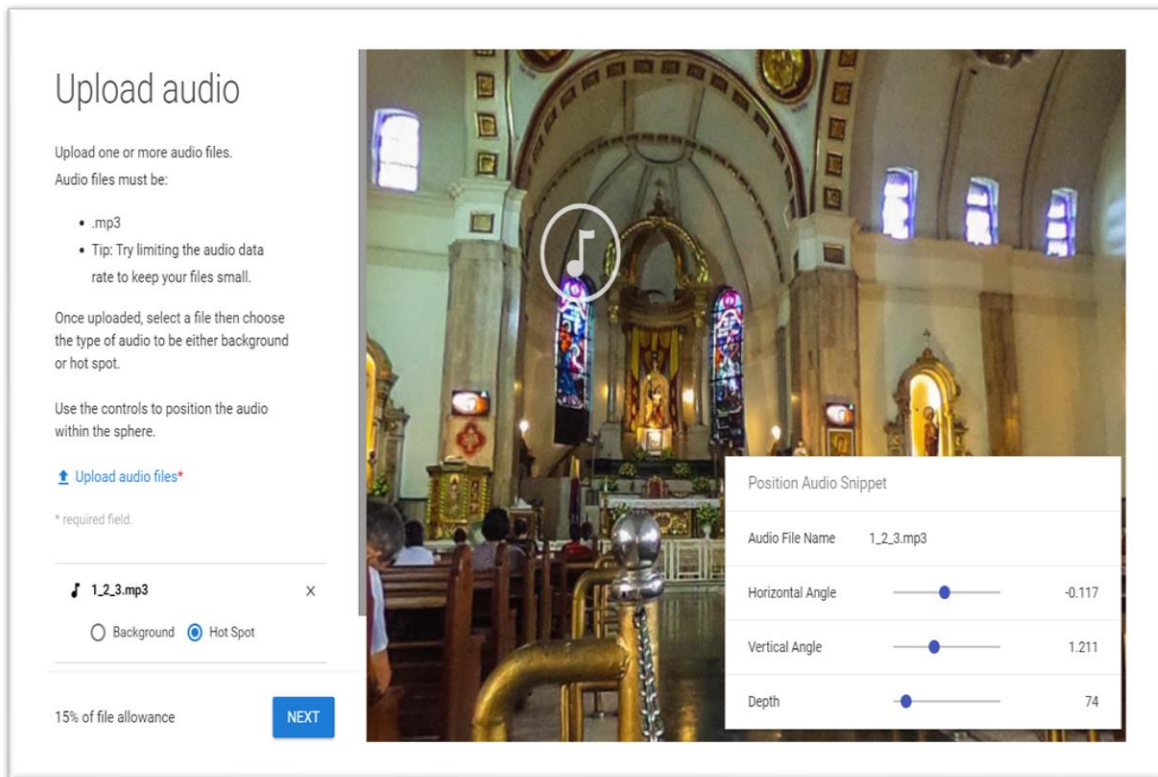 Upload audio
Upload one or more audio files.
Audio files must be:
• .mp3
• Tip: Try limiting the audio data
rate to keep your files small.
Once uploaded, select a file then choose
the type of audio to be either background
or hot spot.
Use the controls to position the audio
within the sphere.
Upload audio files*
* required field.
1_2_3.mp3 X
Background Hot Spot
15% of file allowance NEXT
Position Audio Snippet
Audio File Name 1_2_3.mp3
Horizontal Angle -0.117
Vertical Angle 1.211
Depth 74